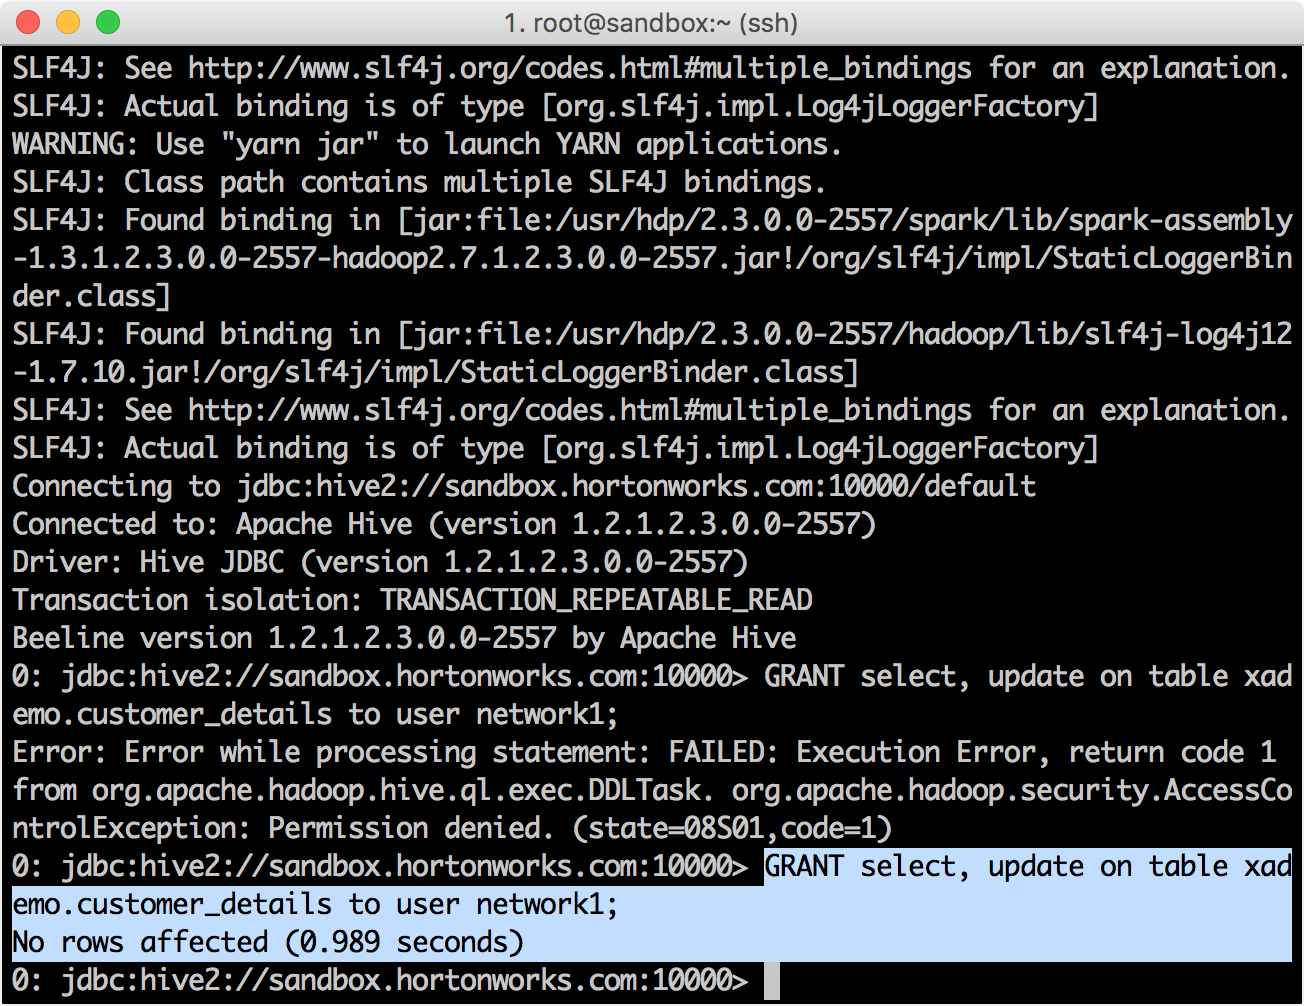 1. root@sandbox:~ (ssh)
SLF4J: See http://www.slf4j.org/codes.html#multiple_bindings for an explanation.
SLF4J: Actual binding is of type [org.slf4j.impl.Log4jLoggerFactory]
WARNING: Use "yarn jar" to launch YARN applications.
SLF4J: Class path contains multiple SLF4J bindings.
SLF4J: Found binding in [jar:file:/usr/hdp/2.3.0.0-2557/spark/lib/spark-assembly
-1.3.1.2.3.0.0-2557-hadoop2.7.1.2.3.0.0-2557.jar!/org/slf4j/impl/StaticLoggerBin
der.class]
SLF4J: Found binding in [jar:file:/usr/hdp/2.3.0.0-2557/hadoop/lib/slf4j-log4j12
-1.7.10.jar!/org/slf4j/impl/StaticLoggerBinder.class]
SLF4J: See http://www.slf4j.org/codes.html#multiple_bindings for an explanation.
SLF4J: Actual binding is of type [org.slf4j.impl.Log4jLoggerFactory]
Connecting to jdbc:hive2://sandbox.hortonworks.com:10000/default
Connected to: Apache Hive (version 1.2.1.2.3.0.0-2557)
Driver: Hive JDBC (version 1.2.1.2.3.0.0-2557)
Transaction isolation: TRANSACTION_REPEATABLE_READ
Beeline version 1.2.1.2.3.0.0-2557 by Apache Hive
0: jdbc:hive2://sandbox.hortonworks.com:10000> GRANT select, update on table xad
emo.customer_details to user network1;
Error: Error while processing statement: FAILED: Execution Error, return code 1
from org.apache.hadoop.hive.ql.exec.DDLTask. org.apache.hadoop.security.AccessCo
ntrolException: Permission denied. (state=08S01,code=1)
0: jdbc:hive2://sandbox.hortonworks.com:10000> GRANT select, update on table xad
emo.customer_details to user network1;
No rows affected (0.989 seconds)
0: jdbc:hive2://sandbox.hortonworks.com:10000>